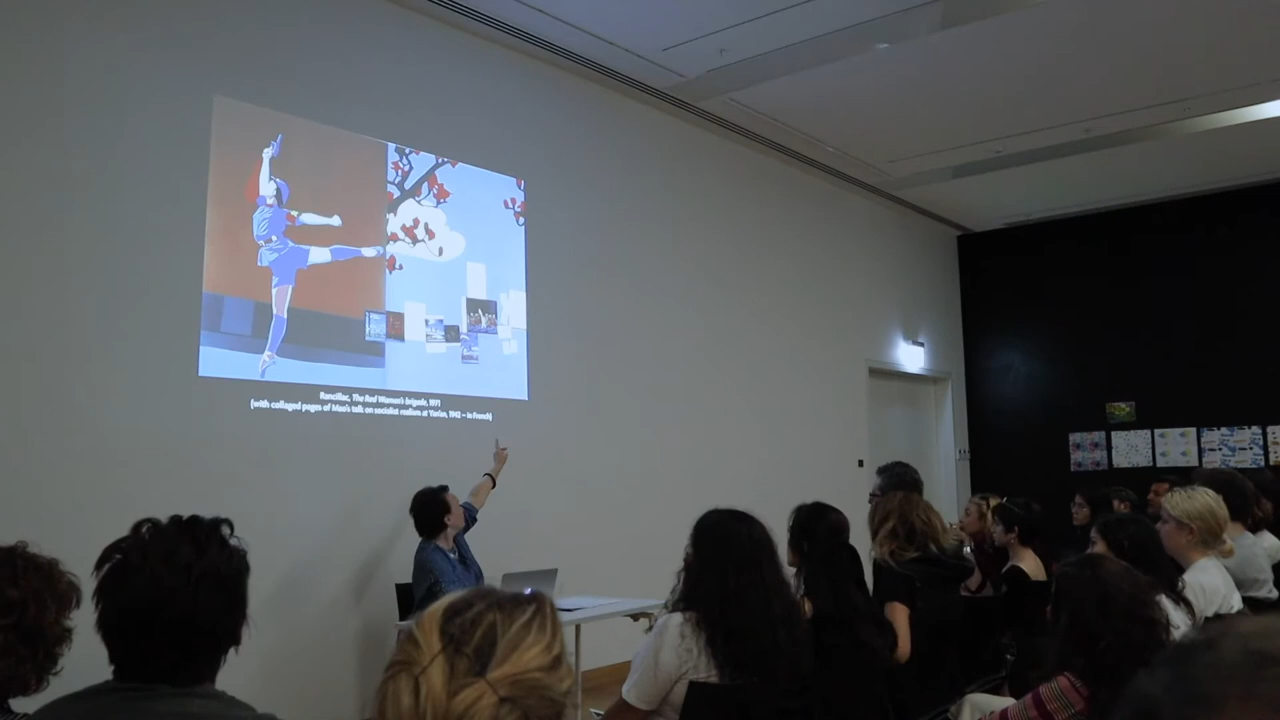 Rancillac, The Red Women's brigade, 1971
(with collaged pages of Mao's talk on socialist realism at Yan'an, 1942 – in French)